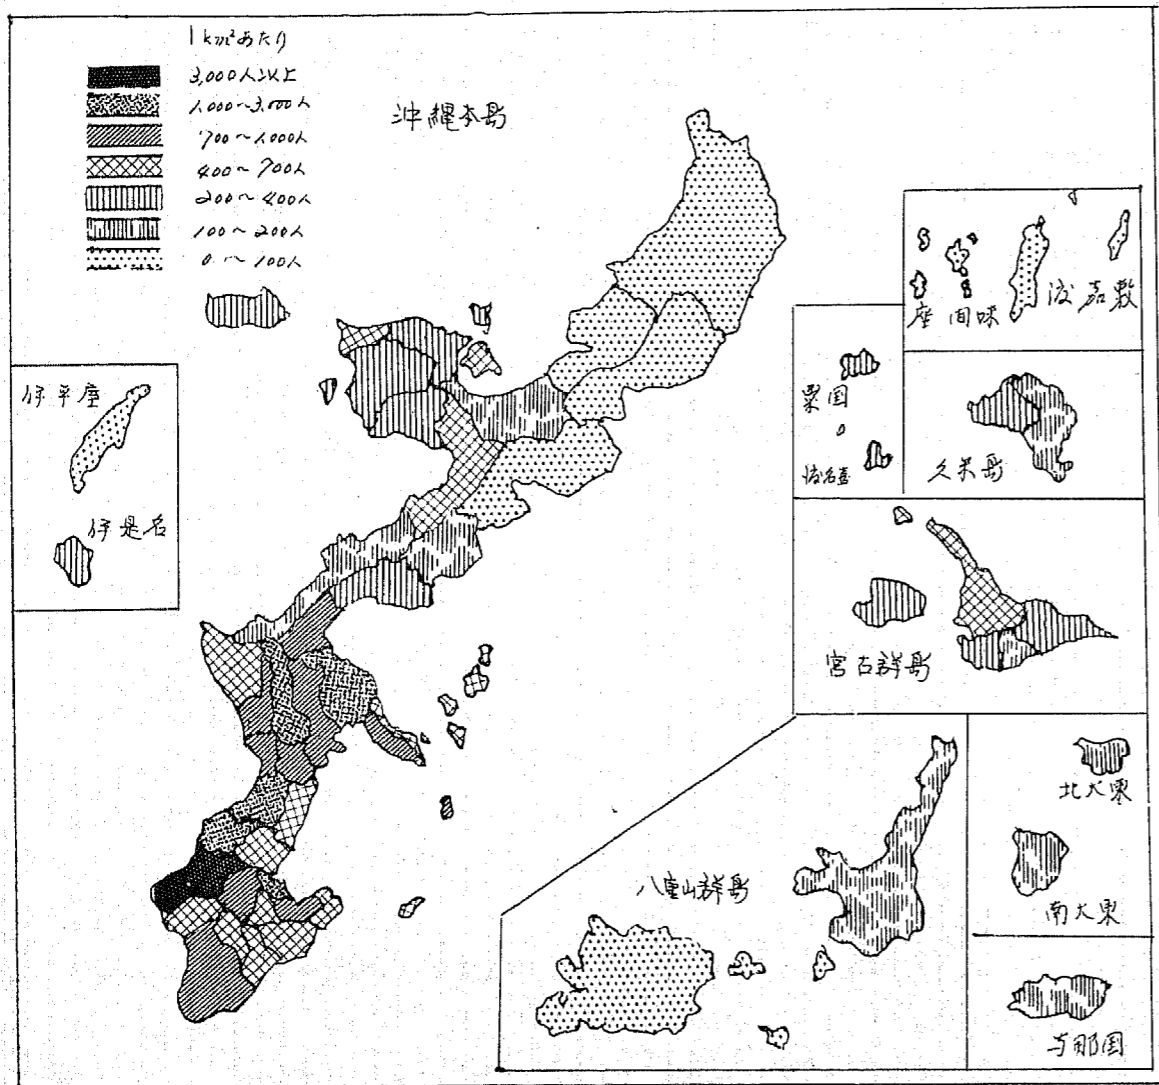 1km²あたり
3,000人以上
1,000~3,000人
700~1,000人
400~700人
200~400人
100~200人
0~100人
沖縄本島
伊平屋
伊是名
座間味
渡嘉敷
粟国
渡名喜
久米島
宮古群島
八重山群島
北大東
南大東
与那国